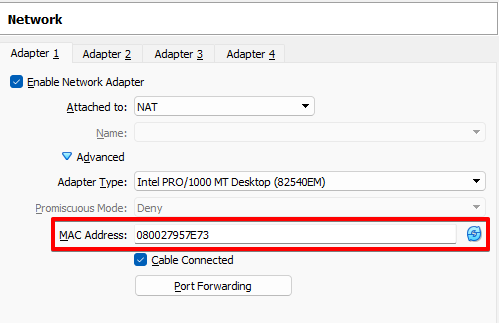 Network
Adapter 1 Adapter 2 Adapter 3 Adapter 4
Enable Network Adapter
Attached to: NAT
Name:
Advanced
Adapter Type: Intel PRO/1000 MT Desktop (82540EM)
Promiscuous Mode: Deny
MAC Address: 080027957E73
Cable Connected
Port Forwarding